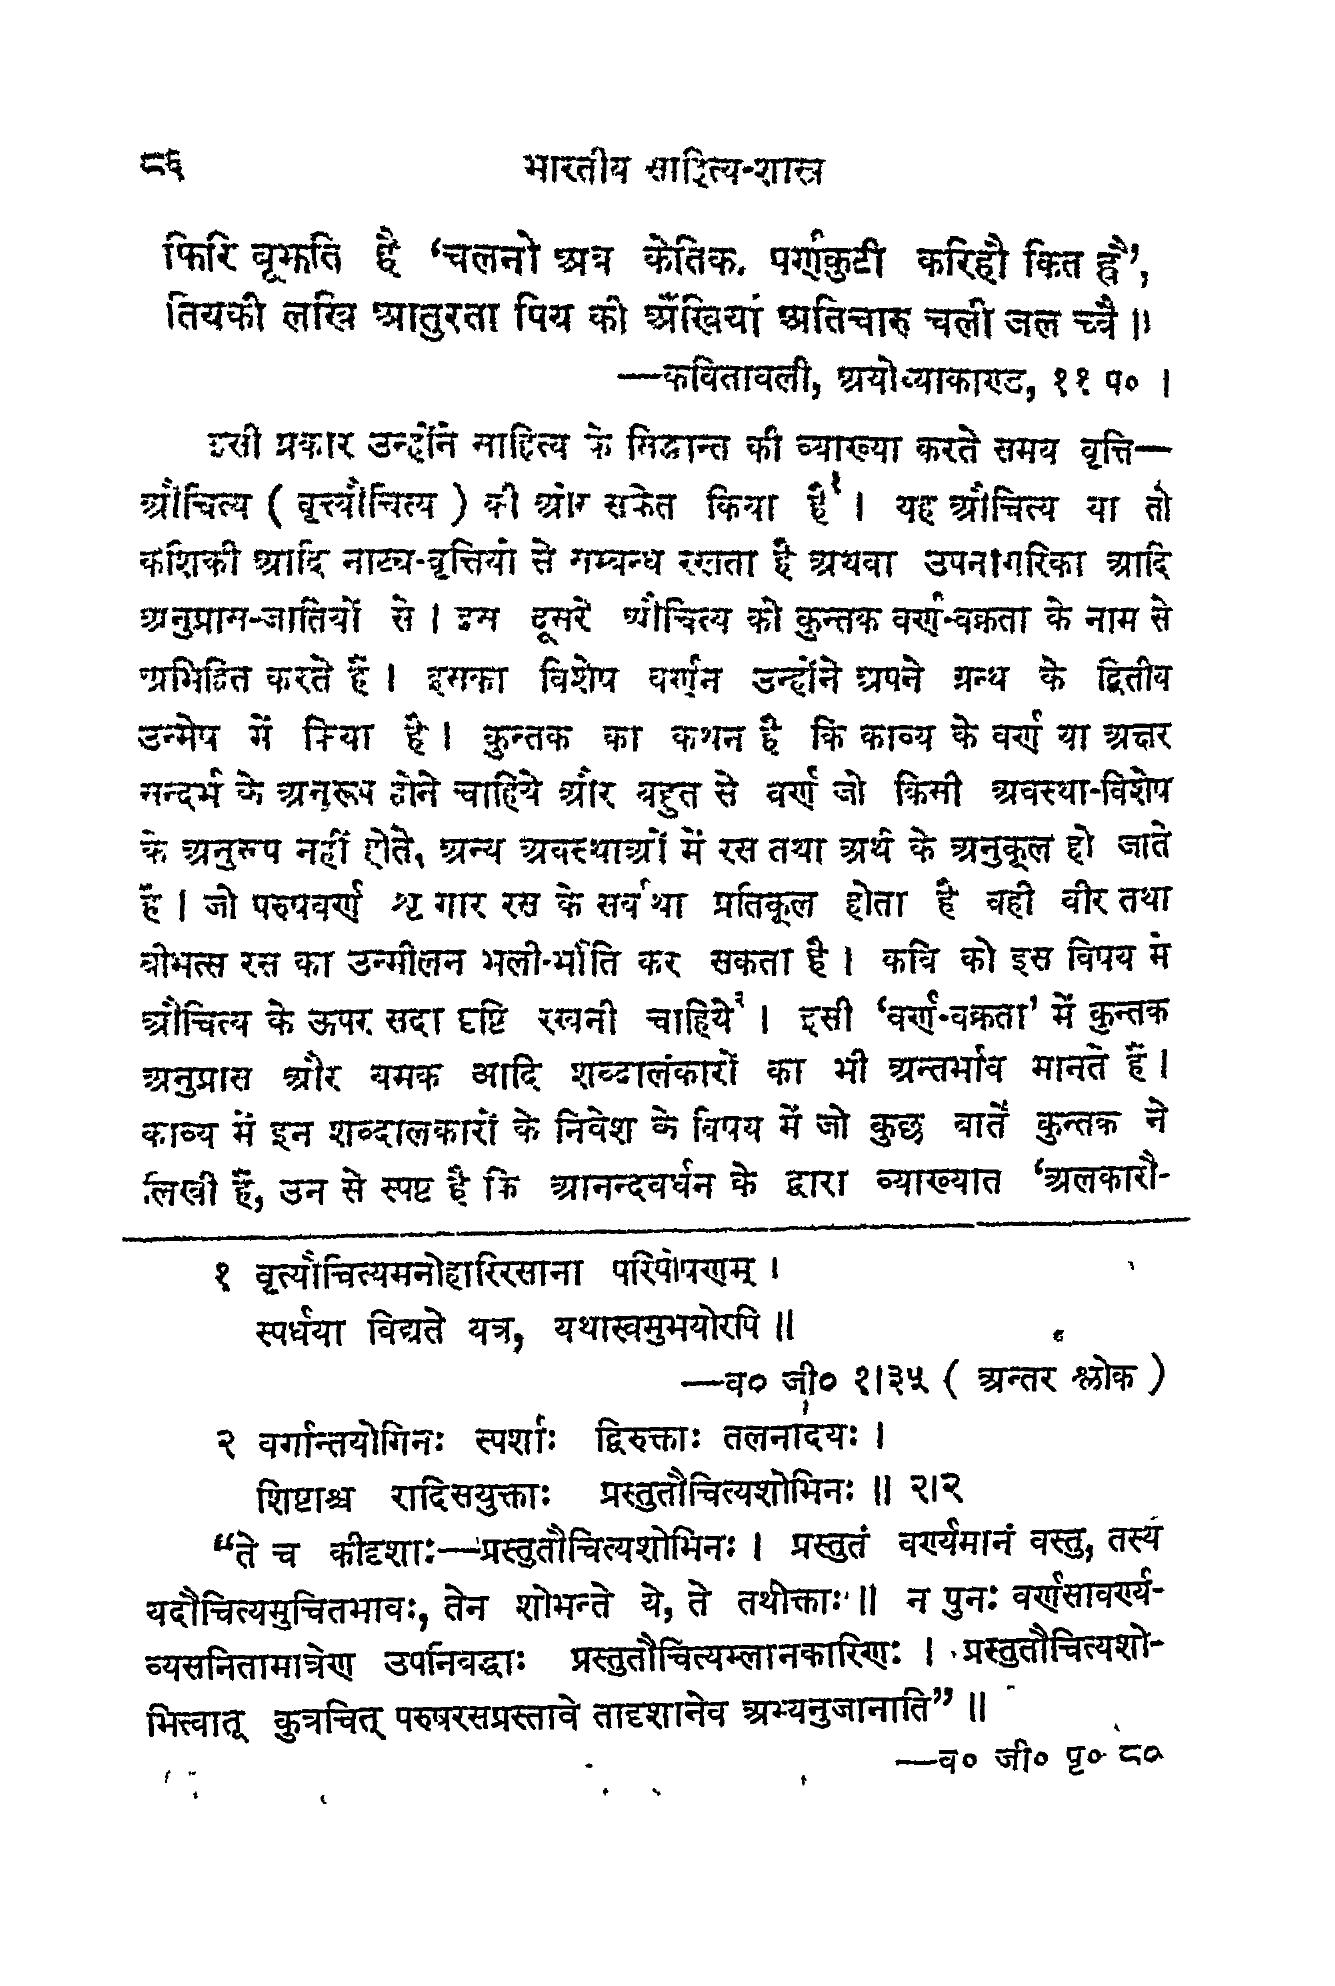 ८६ भारतीय साहित्य-शास्त्र
फिरि बूझति है ‘चलनो अब केतिक, पर्णकुटी करिहौ कित ह्वै’,
तियकी लखि आतुरता पिय की अँखियां अतिचारु चली जल च्वै ॥
—कवितावली, अयोध्याकाण्ड, ११ प० ।
इसी प्रकार उन्होंने साहित्य के सिद्धान्त की व्याख्या करते समय वृत्ति—
औचित्य ( वृत्त्यौचित्य ) की ओर सकेत किया है१ । यह औचित्य या तो
कैशिकी आदि नाट्य-वृत्तियों से सम्बन्ध रखता है अथवा उपनागरिका आदि
अनुप्रास-जातियों से । इस दूसरे औचित्य को कुन्तक वर्ण-वक्रता के नाम से
अभिहित करते हैं । इसका विशेष वर्णन उन्होंने अपने ग्रन्थ के द्वितीय
उन्मेष में किया है । कुन्तक का कथन है कि काव्य के वर्ण या अक्षर
सन्दर्भ के अनुरूप होने चाहिये और बहुत से वर्ण जो किसी अवस्था-विशेष
के अनुरूप नहीं होते, अन्य अवस्थाओं में रस तथा अर्थ के अनुकूल हो जाते
हैं । जो परुषवर्ण शृ गार रस के सर्वथा प्रतिकूल होता है वही वीर तथा
बीभत्स रस का उन्मीलन भली-भाँति कर सकता है । कवि को इस विषय में
औचित्य के ऊपर सदा दृष्टि रखनी चाहिये२ । इसी ‘वर्ण-वक्रता’ में कुन्तक
अनुप्रास और यमक आदि शब्दालंकारों का भी अन्तर्भाव मानते हैं ।
काव्य में इन शब्दालकारों के निवेश के विषय में जो कुछ बातें कुन्तक ने
लिखी हैं, उन से स्पष्ट है कि आनन्दवर्धन के द्वारा व्याख्यात ‘अलकारौ-
१ वृत्यौचित्यमनोहारिरसाना परिपोषणम् ।
स्पर्धया विद्यते यत्र, यथास्वमुभयोरपि ॥
—व० जी० १।३५ ( अन्तर श्लोक )
२ वर्गान्तयोगिनः स्पर्शाः द्विरुक्ताः तलनादयः ।
शिष्टाश्च रादिसयुक्ताः प्रस्तुतौचित्यशोभिनः ॥ २।२
“ते च कीदृशाः—प्रस्तुतौचित्यशोभिनः । प्रस्तुतं वर्ण्यमानं वस्तु, तस्य
यदौचित्यमुचितभावः, तेन शोभन्ते ये, ते तथोक्ताः ॥ न पुनः वर्णसावर्ण्य-
व्यसनितामात्रेण उपनिबद्धाः प्रस्तुतौचित्यम्लानकारिणः । प्रस्तुतौचित्यशो-
भित्वात् कुत्रचित् परुषरसप्रस्तावे तादृशानेव अभ्यनुजानाति” ॥
—व० जी० पृ० ८०